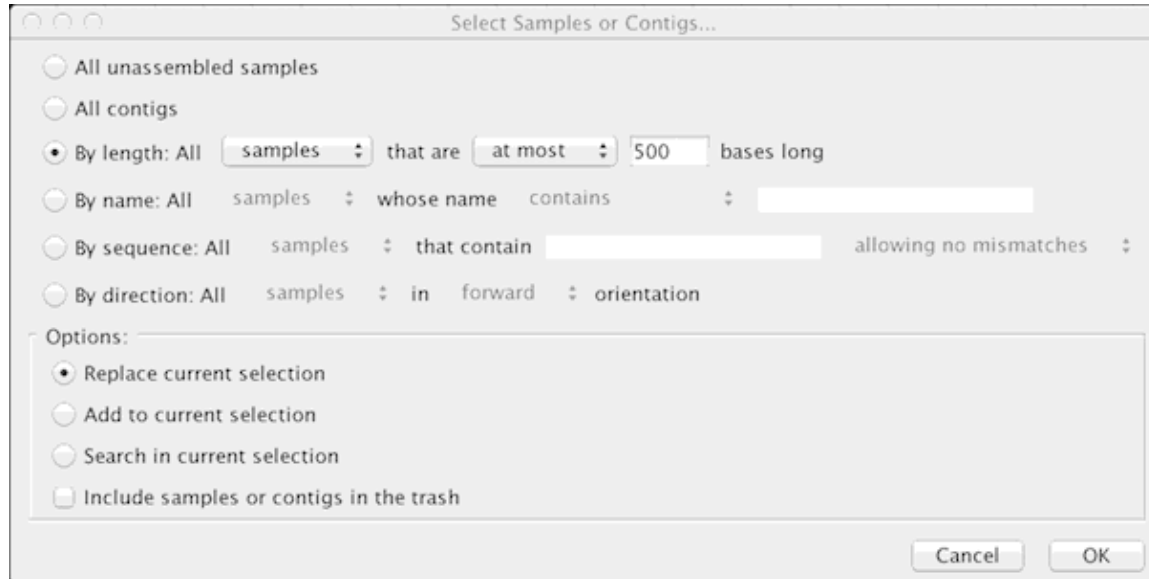 Select Samples or Contigs...
All unassembled samples
All contigs
By length: All samples that are at most 500 bases long
By name: All samples whose name contains
By sequence: All samples that contain allowing no mismatches
By direction: All samples in forward orientation
Options:
Replace current selection
Add to current selection
Search in current selection
Include samples or contigs in the trash
Cancel OK